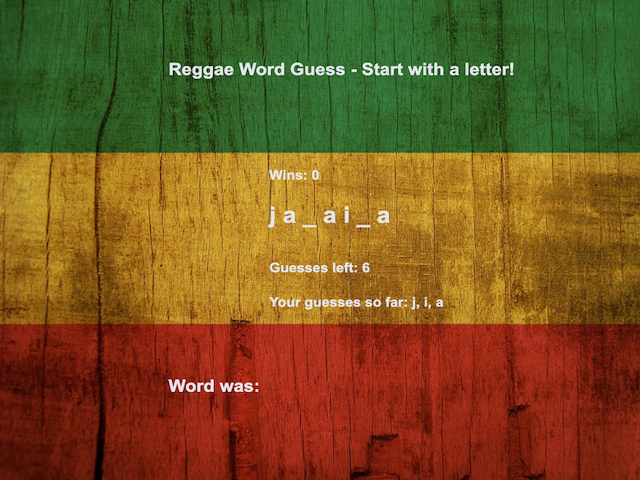 Reggae Word Guess - Start with a letter!
Wins: 0
j a _ a i _ a
Guesses left: 6
Your guesses so far: j, i, a
Word was: